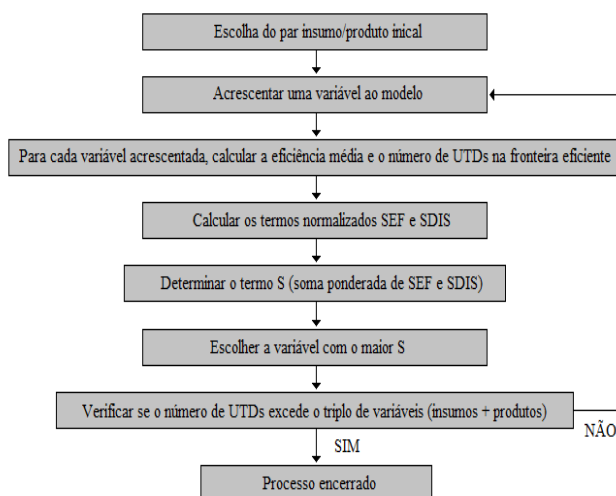 Escolha do par insumo/produto inical
Acrescentar uma variável ao modelo
Para cada variável acrescentada, calcular a eficiência média e o número de UTDs na fronteira eficiente
Calcular os termos normalizados SEF e SDIS
Determinar o termo S (soma ponderada de SEF e SDIS)
Escolher a variável com o maior S
Verificar se o número de UTDs excede o triplo de variáveis (insumos + produtos)
NÃO
SIM
Processo encerrado